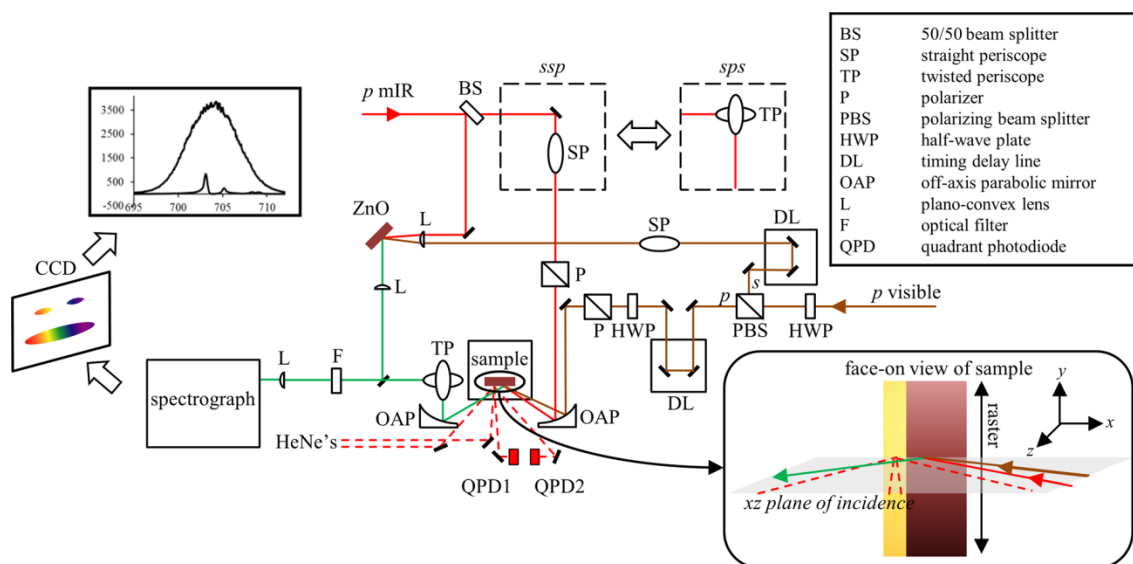 ssp
sps
BS
p mIR
TP
SP
3500
2500
1500
500
-500
695
700
705
710
ZnO
L
SP
DL
CCD
L
P
s
p
p visible
P
HWP
PBS
HWP
L
F
TP
sample
DL
spectrograph
OAP
OAP
HeNe's
QPD1
QPD2
BS 50/50 beam splitter
SP straight periscope
TP twisted periscope
P polarizer
PBS polarizing beam splitter
HWP half-wave plate
DL timing delay line
OAP off-axis parabolic mirror
L plano-convex lens
F optical filter
QPD quadrant photodiode
face-on view of sample
raster
y
x
z
xz plane of incidence